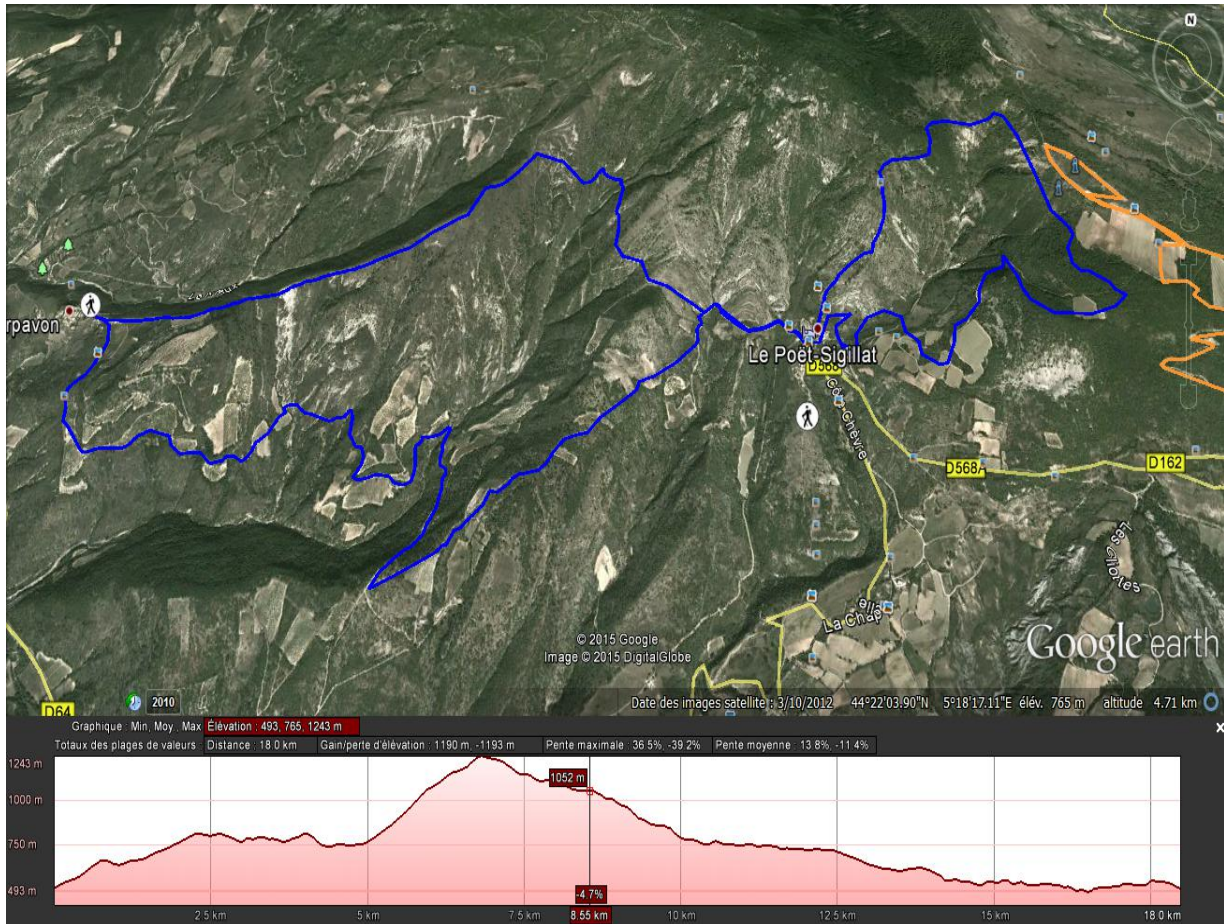 N
rpavon
Le Poët-Sigillat
D568
Côt Chèvre
D568A
D162
La Chap
elle
© 2015 Google
Image © 2015 DigitalGlobe
Google earth
D64
2010
Date des images satellite : 3/10/2012 44°22'03.90"N 5°18'17.11"E élév. 765 m altitude 4.71 km
Graphique : Min, Moy., Max Élévation : 493, 765, 1243 m
x
Totaux des plages de valeurs : Distance : 18.0 km Gain/perte d'élévation : 1190 m, -1193 m Pente maximale : 36.5%, -39.2% Pente moyenne : 13.8%, -11.4%
1243 m
1052 m
1000 m
750 m
493 m
-4.7%
2.5 km 5 km 7.5 km 8.55 km 10 km 12.5 km 15 km 18.0 km